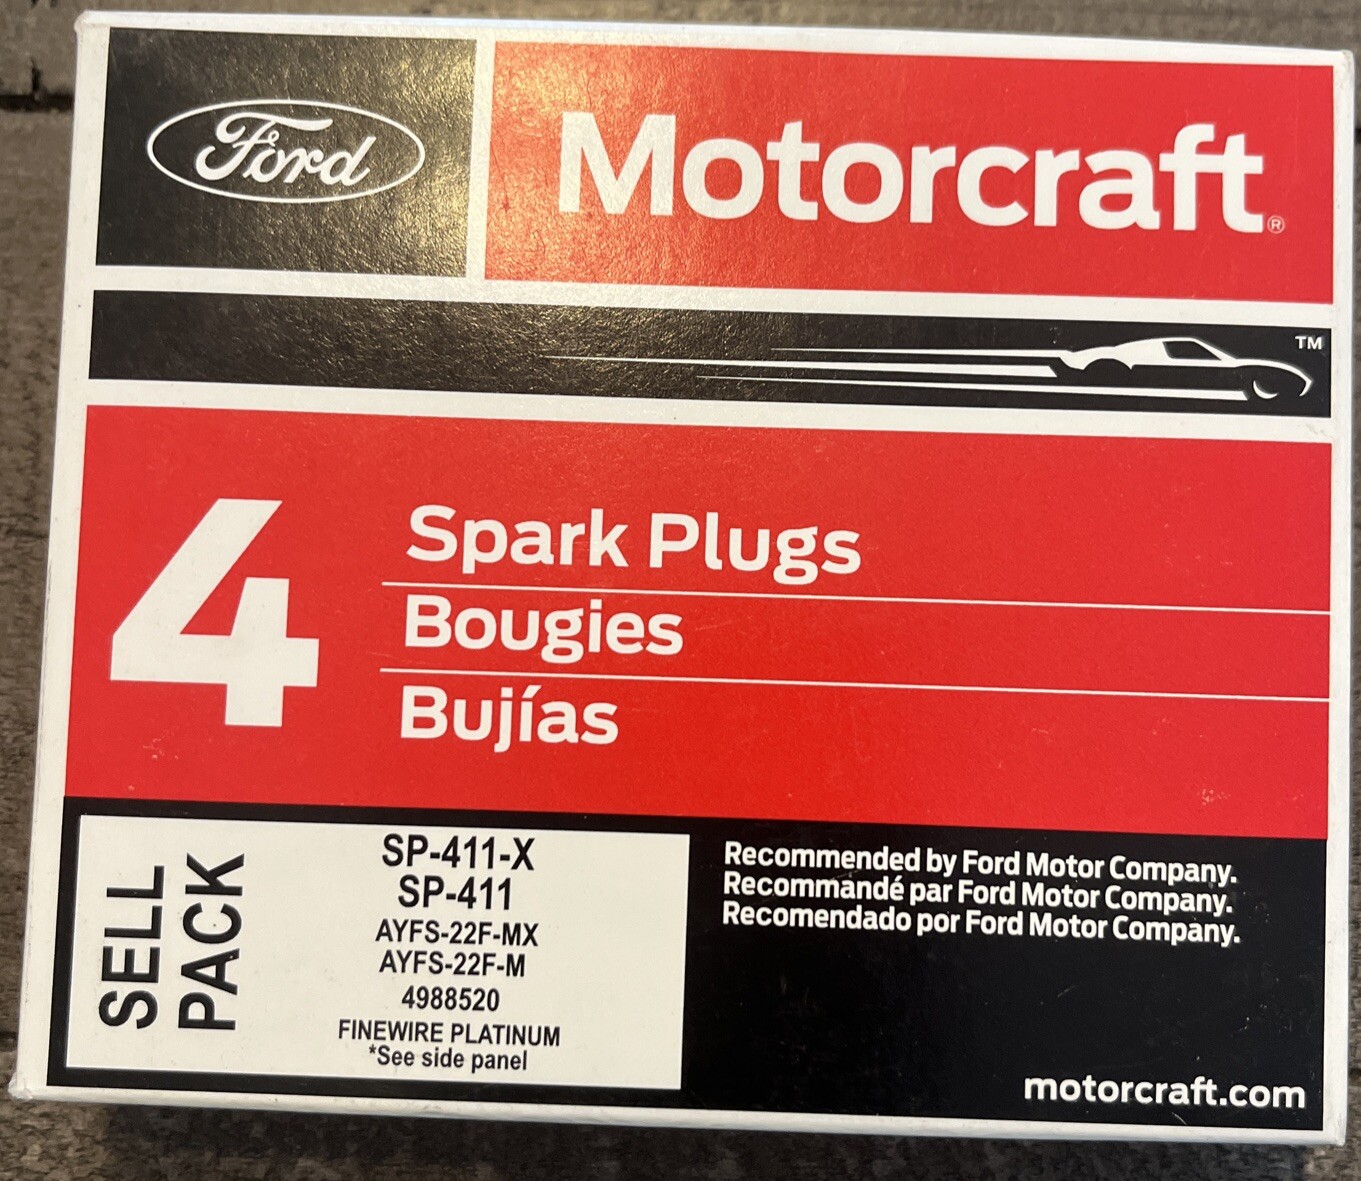 Ford
Motorcraft®
TM
4
Spark Plugs
Bougies
Bujías
SELL
PACK
SP-411-X
SP-411
AYFS-22F-MX
AYFS-22F-M
4988520
FINEWIRE PLATINUM
*See side panel
Recommended by Ford Motor Company.
Recommandé par Ford Motor Company.
Recomendado por Ford Motor Company.
motorcraft.com